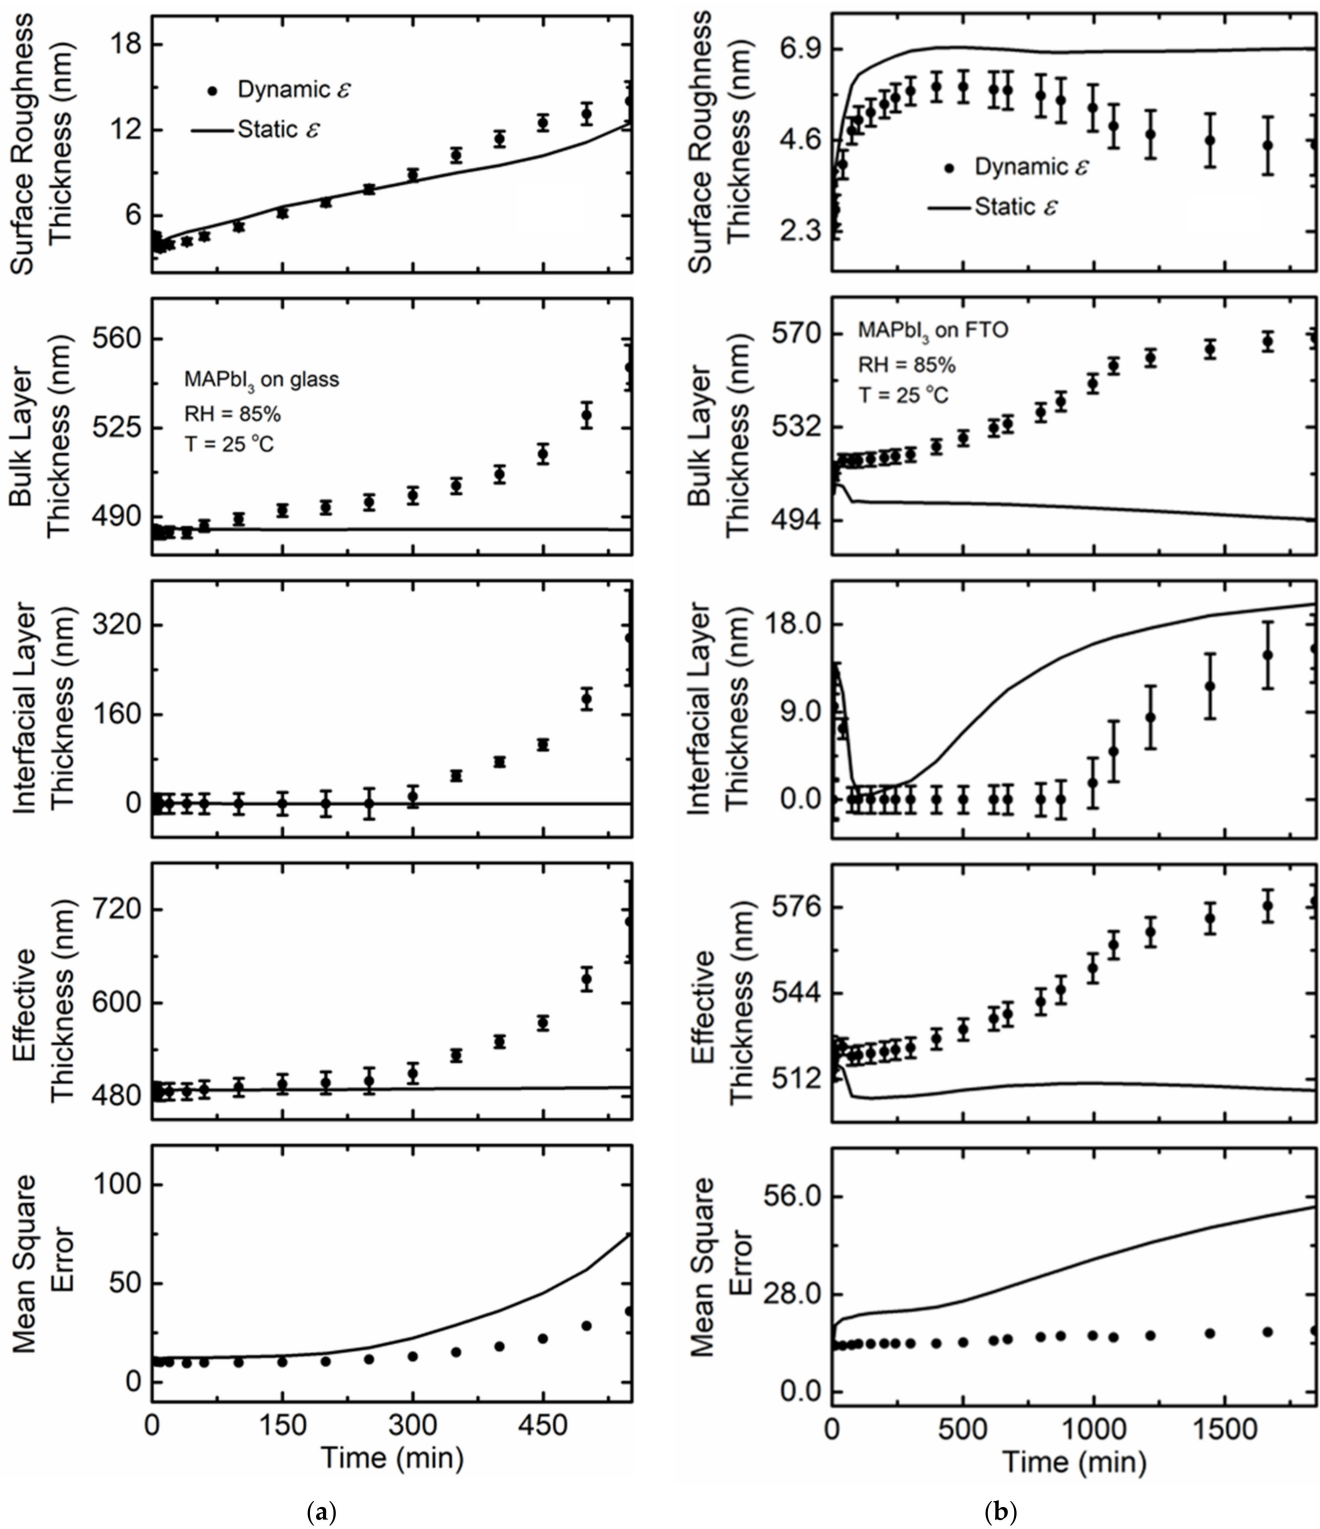 Surface Roughness
Thickness (nm)
18
12
6
Dynamic ε
Static ε
Bulk Layer
Thickness (nm)
560
525
490
MAPbI3 on glass
RH = 85%
T = 25 °C
Interfacial Layer
Thickness (nm)
320
160
0
Effective
Thickness (nm)
720
600
480
Mean Square
Error
100
50
0
0 150 300 450
Time (min)
(a)
Surface Roughness
Thickness (nm)
6.9
4.6
2.3
Dynamic ε
Static ε
Bulk Layer
Thickness (nm)
570
532
494
MAPbI3 on FTO
RH = 85%
T = 25 °C
Interfacial Layer
Thickness (nm)
18.0
9.0
0.0
Effective
Thickness (nm)
576
544
512
Mean Square
Error
56.0
28.0
0.0
0 500 1000 1500
Time (min)
(b)